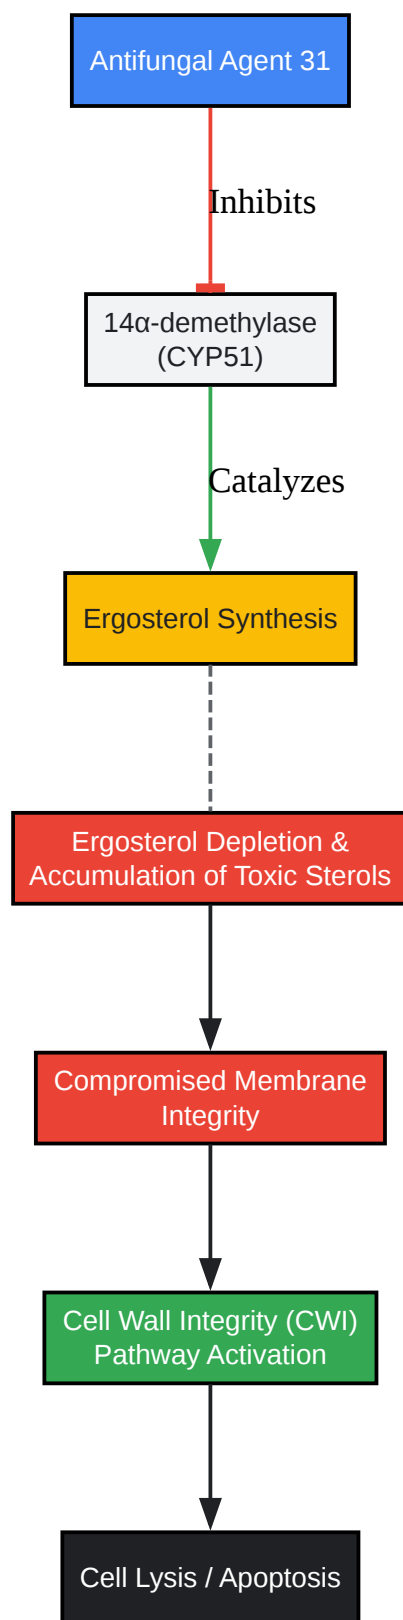 Antifungal Agent 31
Inhibits
14α-demethylase
(CYP51)
Catalyzes
Ergosterol Synthesis
Ergosterol Depletion &
Accumulation of Toxic Sterols
Compromised Membrane
Integrity
Cell Wall Integrity (CWI)
Pathway Activation
Cell Lysis / Apoptosis